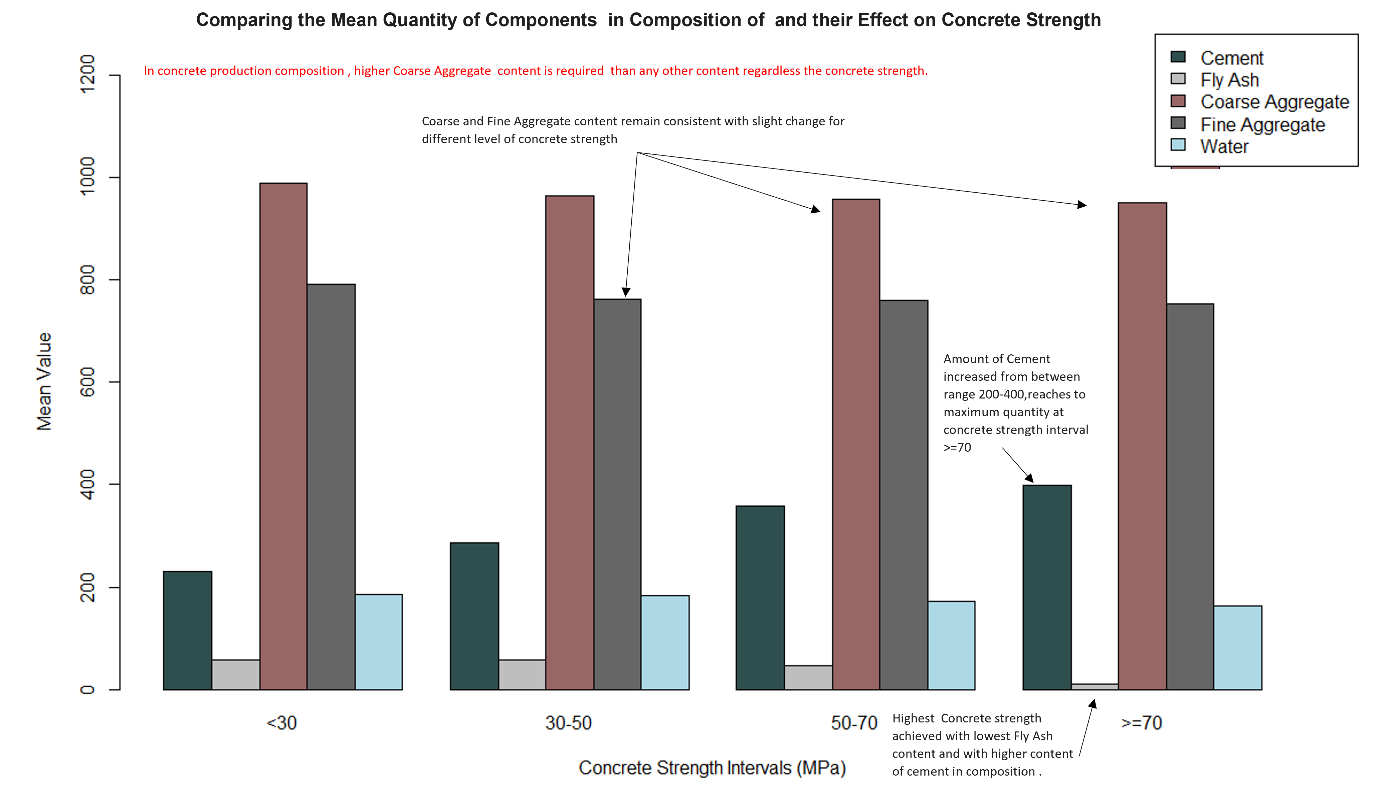 Comparing the Mean Quantity of Components  in Composition of  and their Effect on Concrete Strength
In concrete production composition , higher Coarse Aggregate  content is required  than any other content regardless the concrete strength.
Cement
Fly Ash
Coarse Aggregate
Fine Aggregate
Water
Coarse and Fine Aggregate content remain consistent with slight change for
different level of concrete strength
Amount of Cement
increased from between
range 200-400,reaches to
maximum quantity at
concrete strength interval
>=70
Mean Value
1200
1000
800
600
400
200
0
<30
30-50
50-70
>=70
Highest  Concrete strength
achieved with lowest Fly Ash
content and with higher content
of cement in composition .
Concrete Strength Intervals (MPa)